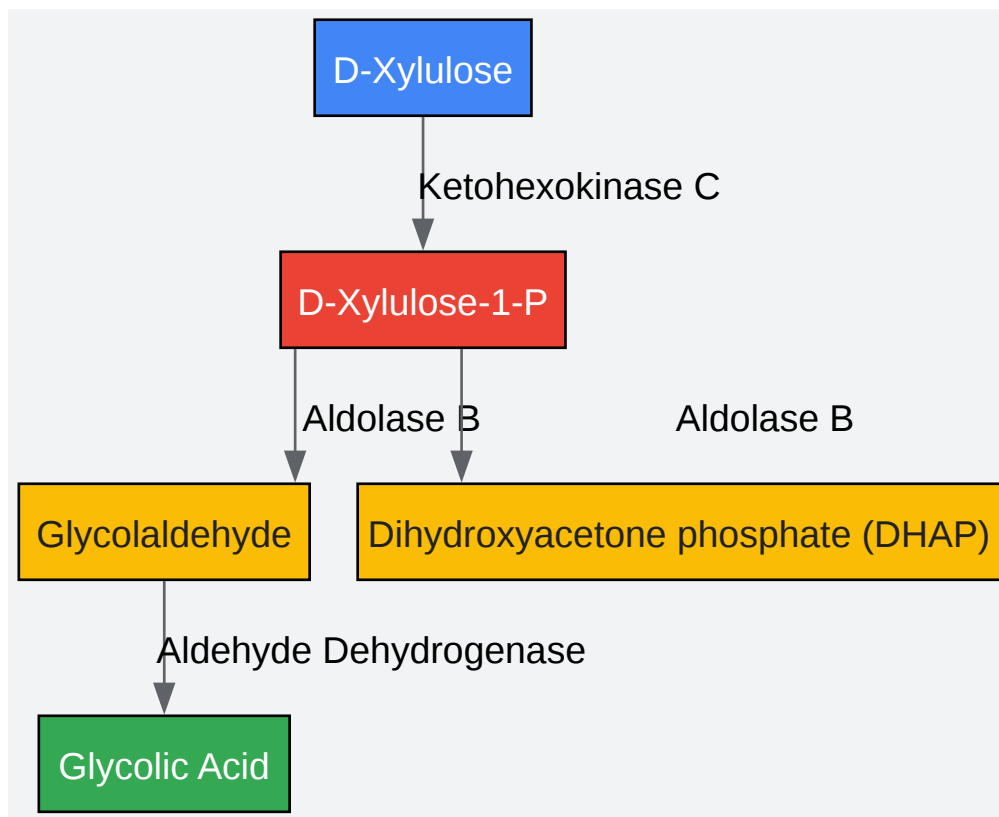 D-Xylulose
Ketohexokinase C
D-Xylulose-1-P
Aldolase B
Aldolase B
Glycolaldehyde
Dihydroxyacetone phosphate (DHAP)
Aldehyde Dehydrogenase
Glycolic Acid